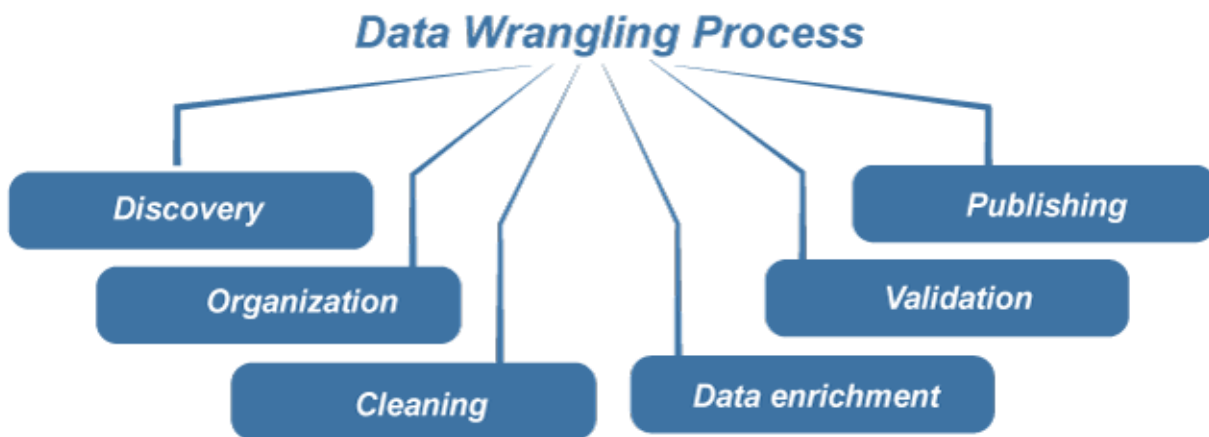 Data Wrangling Process
Discovery
Organization
Cleaning
Data enrichment
Validation
Publishing